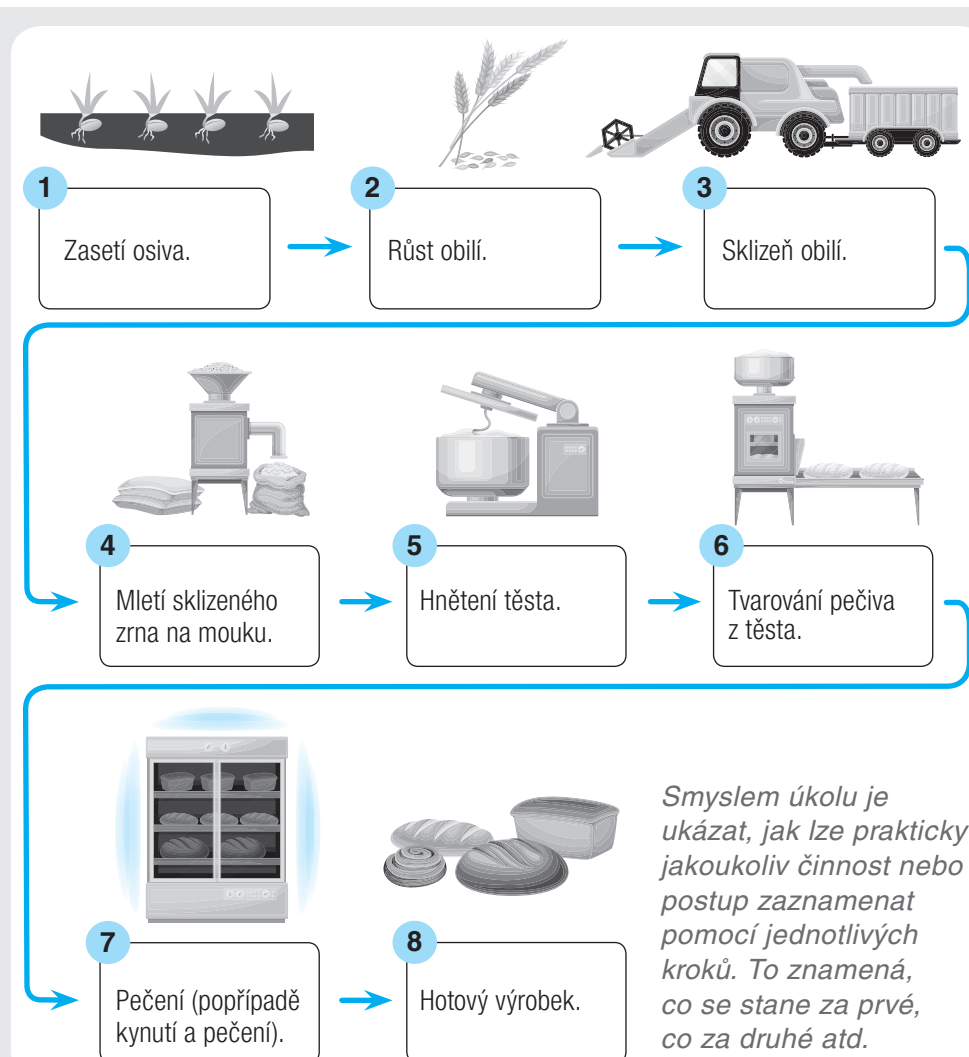 1
Zasetí osiva.
2
Růst obilí.
3
Sklizeň obilí.
4
Mletí sklizeného
zrna na mouku.
5
Hnětení těsta.
6
Tvarování pečiva
z těsta.
7
Pečení (popřípadě
kynutí a pečení).
8
Hotový výrobek.
Smyslem úkolu je
ukázat, jak lze prakticky
jakoukoliv činnost nebo
postup zaznamenat
pomocí jednotlivých
kroků. To znamená,
co se stane za prvé,
co za druhé atd.